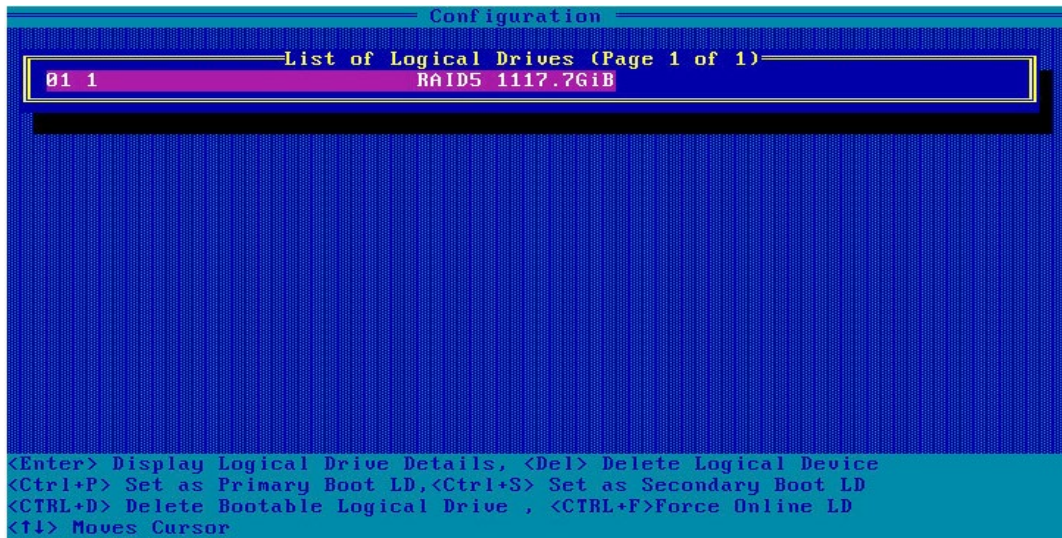 Configuration
List of Logical Drives (Page 1 of 1)
01 1 RAID5 1117.7GiB
<Enter> Display Logical Drive Details, <Del> Delete Logical Device
<Ctrl+P> Set as Primary Boot LD,<Ctrl+S> Set as Secondary Boot LD
<CTRL+D> Delete Bootable Logical Drive , <CTRL+F>Force Online LD
<↑↓> Moves Cursor